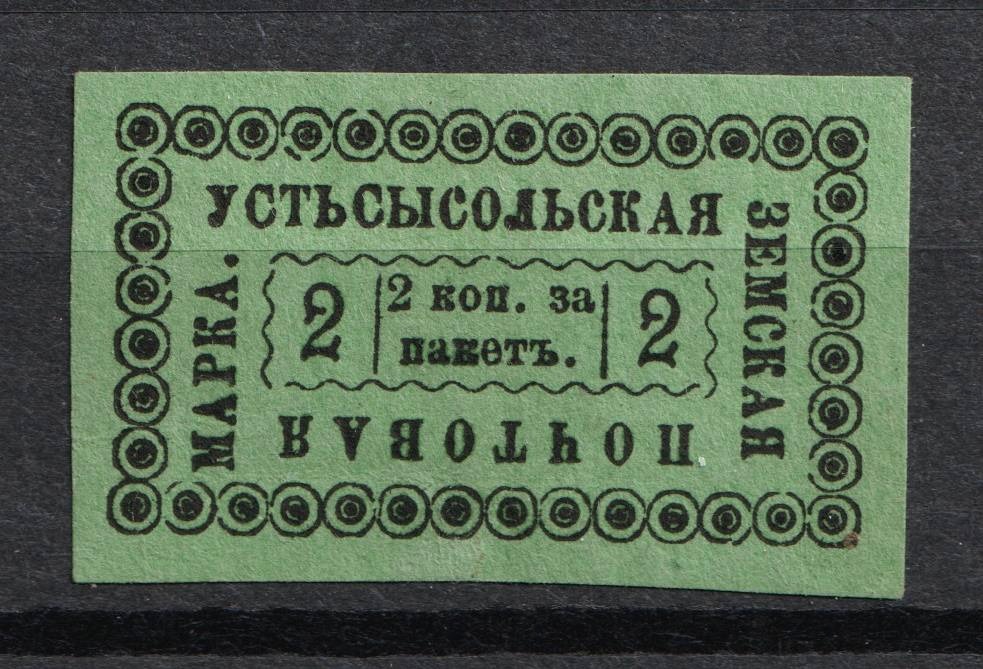 УСТЬСЫСОЛЬСКАЯ
ЗЕМСКАЯ
ПОЧТОВАЯ
МАРКА.
2
2 коп. за
пакетъ.
2